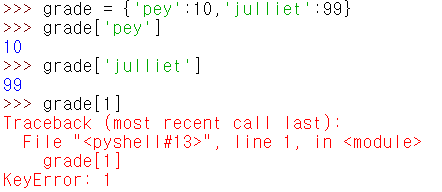 >>> grade = {'pey':10,'julliet':99}
>>> grade['pey']
10
>>> grade['julliet']
99
>>> grade[1]
Traceback (most recent call last):
  File "<pyshell#13>", line 1, in <module>
    grade[1]
KeyError: 1